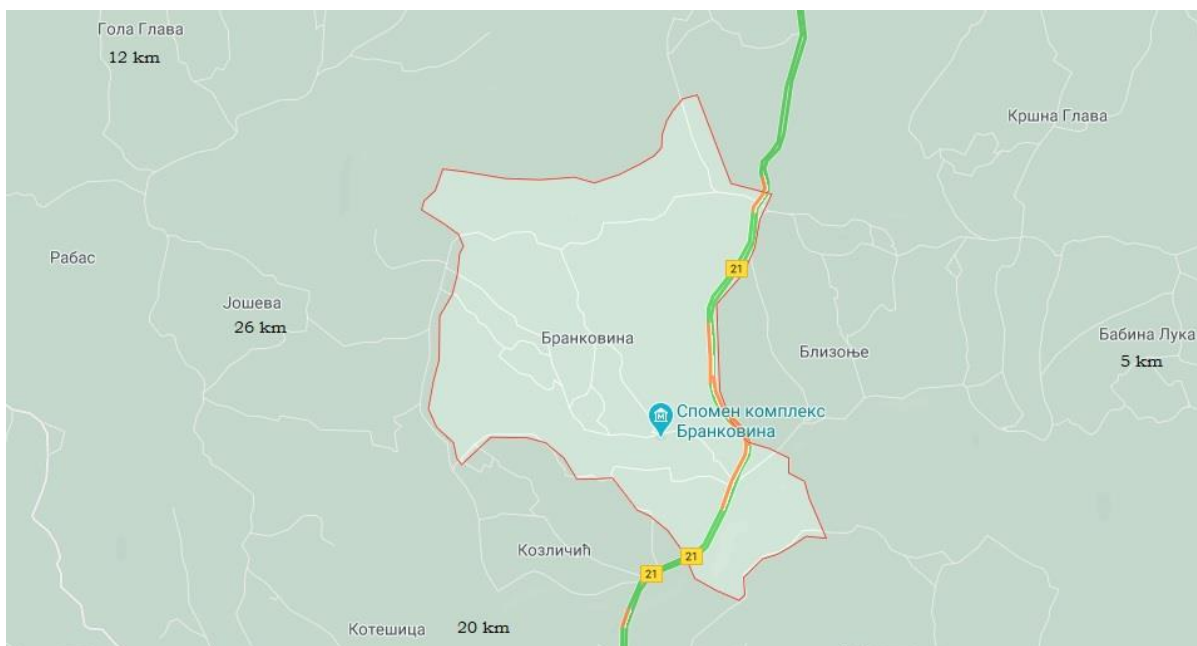 Гола Глава
12 km
Кршна Глава
Рабас
21
Јошева
26 km
Бранковина
Близоње
Бабина Лука
5 km
Спомен комплекс
Бранковина
Козличић
21
21
Котешица
20 km